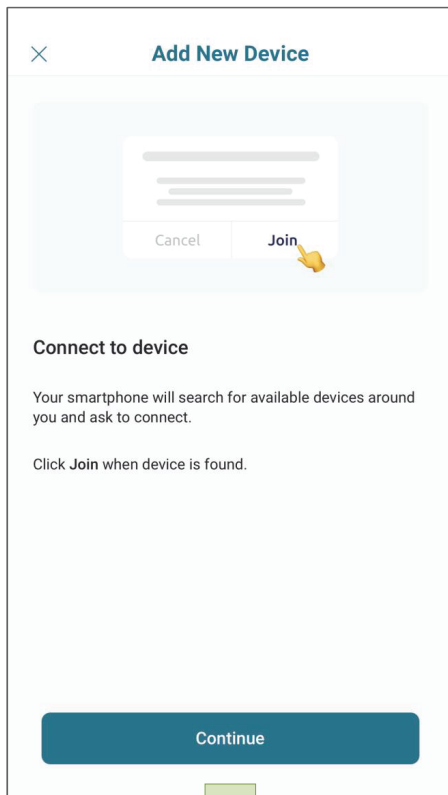 Add New Device
Cancel Join
Connect to device
Your smartphone will search for available devices around
you and ask to connect.
Click Join when device is found.
Continue